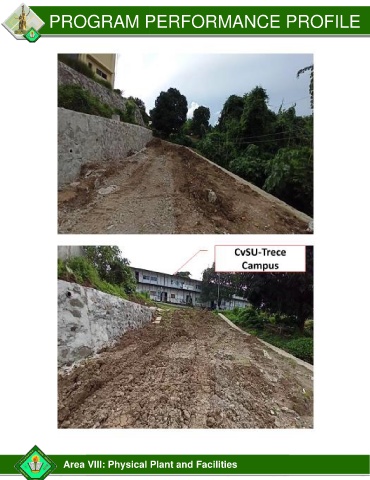 PROGRAM PERFORMANCE PROFILE
CvSU-Trece
Campus
Area VIII: Physical Plant and Facilities